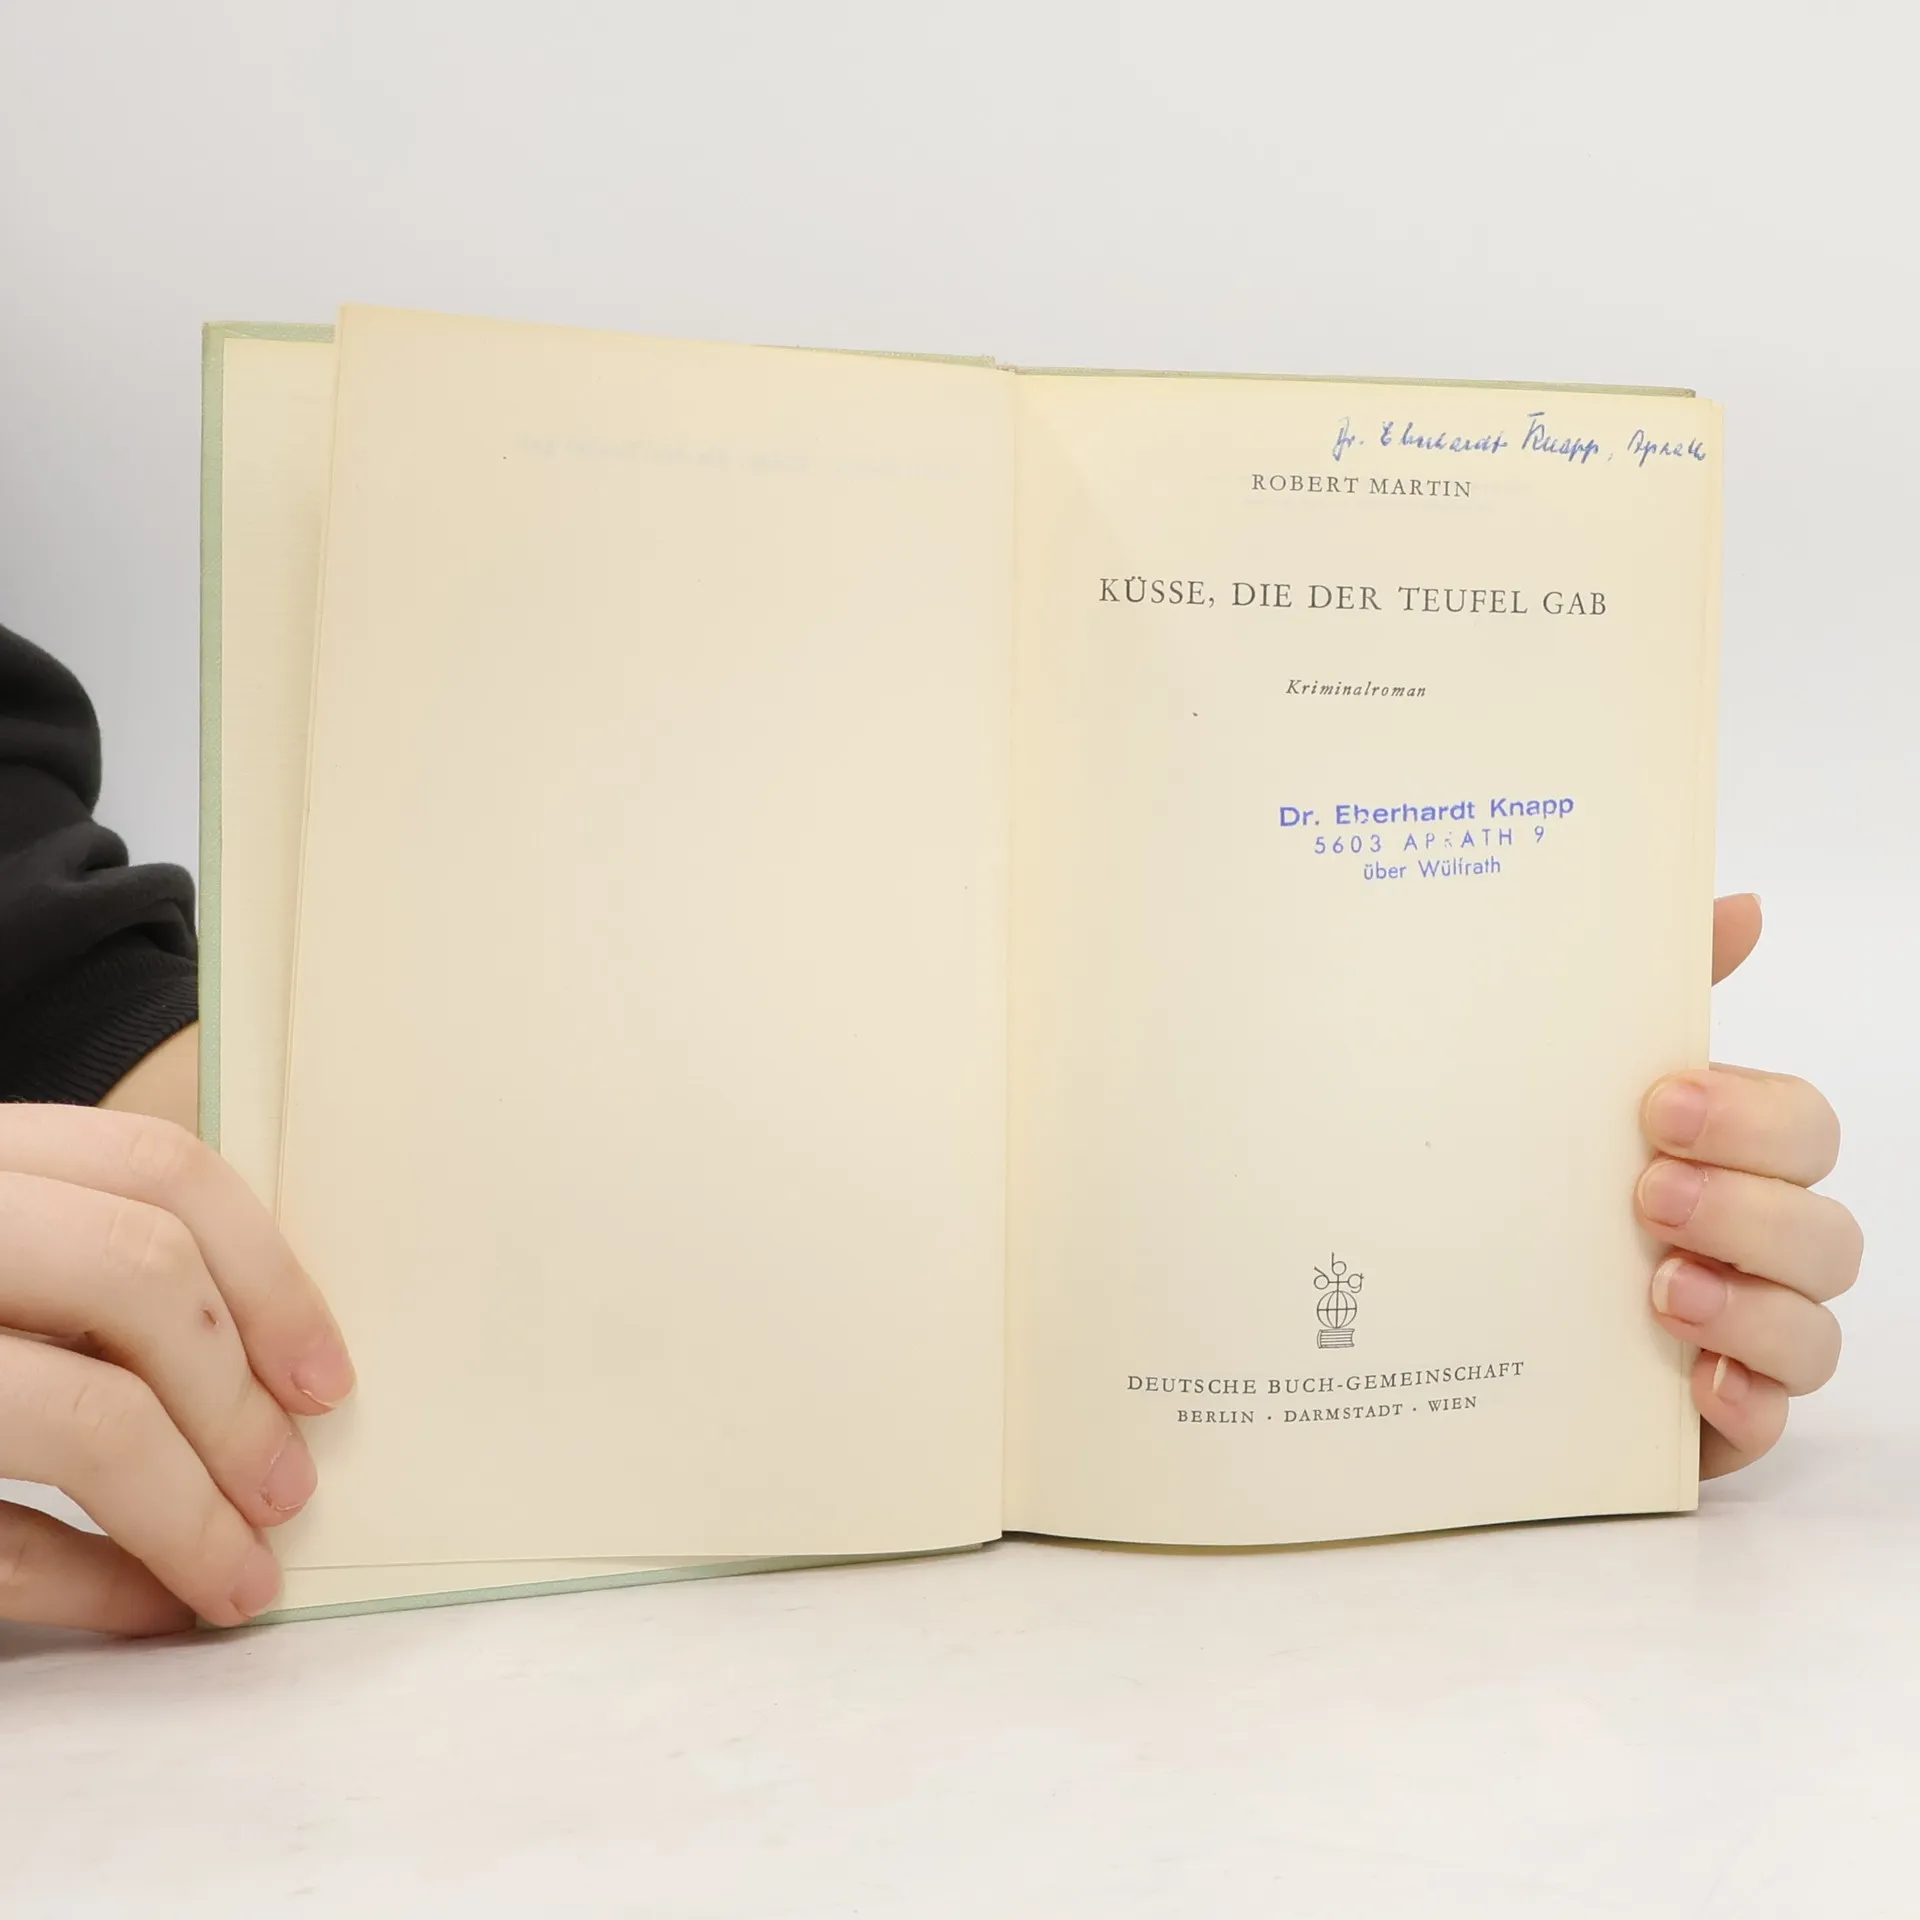 Dr. Eberhardt Knapp, Aprath
ROBERT MARTIN
KÜSSE, DIE DER TEUFEL GAB
Kriminalroman
Dr. Eberhardt Knapp
5603 APRATH 9
über Wülfrath
dbg
DEUTSCHE BUCH-GEMEINSCHAFT
BERLIN · DARMSTADT · WIEN